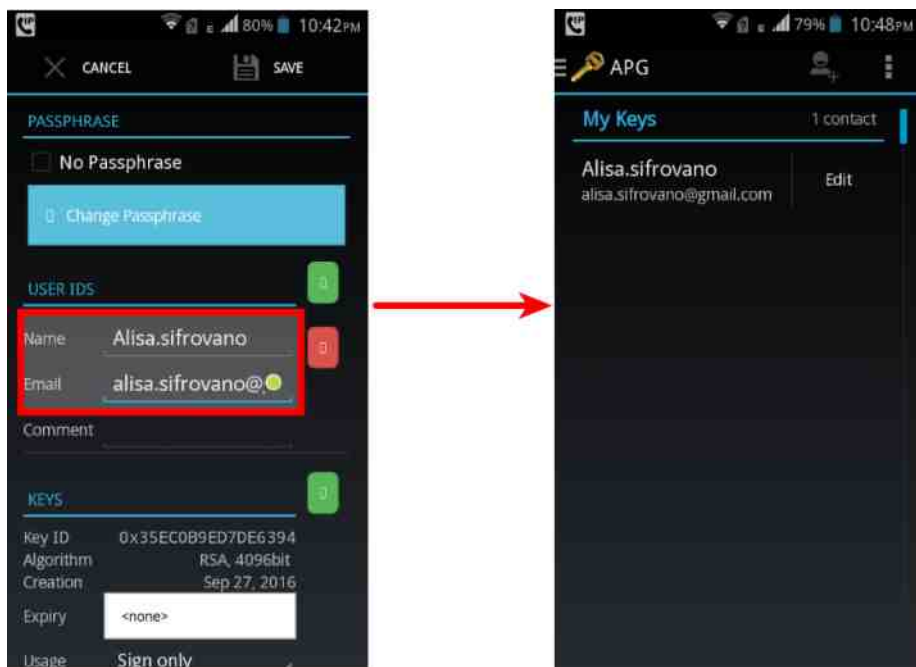 80% 10:42PM
CANCEL SAVE
PASSPHRASE
No Passphrase
Change Passphrase
USER IDS
Name Alisa.sifrovano
Email alisa.sifrovano@
Comment
KEYS
Key ID 0x35EC0B9ED7DE6394
Algorithm RSA, 4096bit
Creation Sep 27, 2016
Expiry <none>
Usage Sign only
79% 10:48PM
APG
My Keys 1 contact
Alisa.sifrovano
alisa.sifrovano@gmail.com
Edit